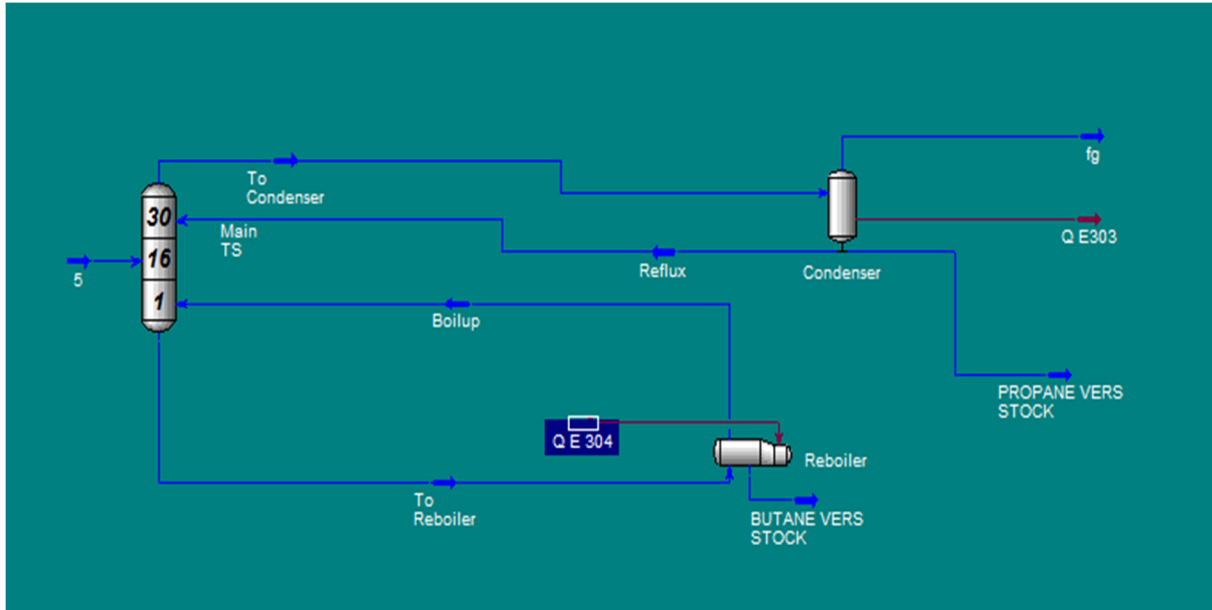 fg
To
Condenser
30
Main
TS
Q E303
16
5
Reflux
Condenser
1
Boilup
PROPANE VERS
STOCK
Q E 304
Reboiler
To
Reboiler
BUTANE VERS
STOCK